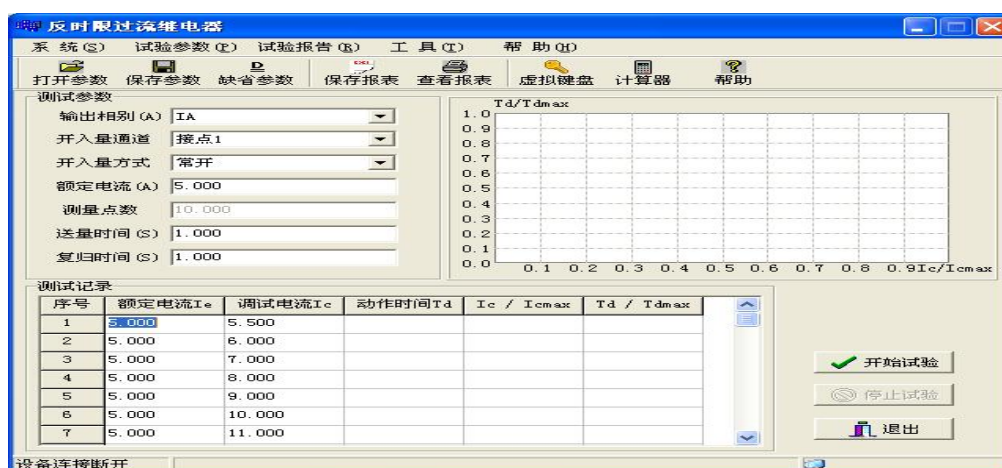 反时限过流继电器
系 统(S) 试验参数(P) 试验报告(R) 工 具(T) 帮 助(H)
打开参数 保存参数 缺省参数 保存报表 查看报表 虚拟键盘 计算器 帮助
测试参数
输出相别(A) IA
开入量通道 接点1
开入量方式 常开
额定电流(A) 5.000
测量点数 10.000
送量时间(S) 1.000
复归时间(S) 1.000
Td/Tdmax
1.0
0.9
0.8
0.7
0.6
0.5
0.4
0.3
0.2
0.1
0.0
0.1 0.2 0.3 0.4 0.5 0.6 0.7 0.8 0.9 Ic/Icmax
测试记录
序号 额定电流Ie 调试电流Ic 动作时间Td Ic / Icmax Td / Tdmax
1 5.000 5.500
2 5.000 6.000
3 5.000 7.000
4 5.000 8.000
5 5.000 9.000
6 5.000 10.000
7 5.000 11.000
开始试验
停止试验
退出
设备连接断开